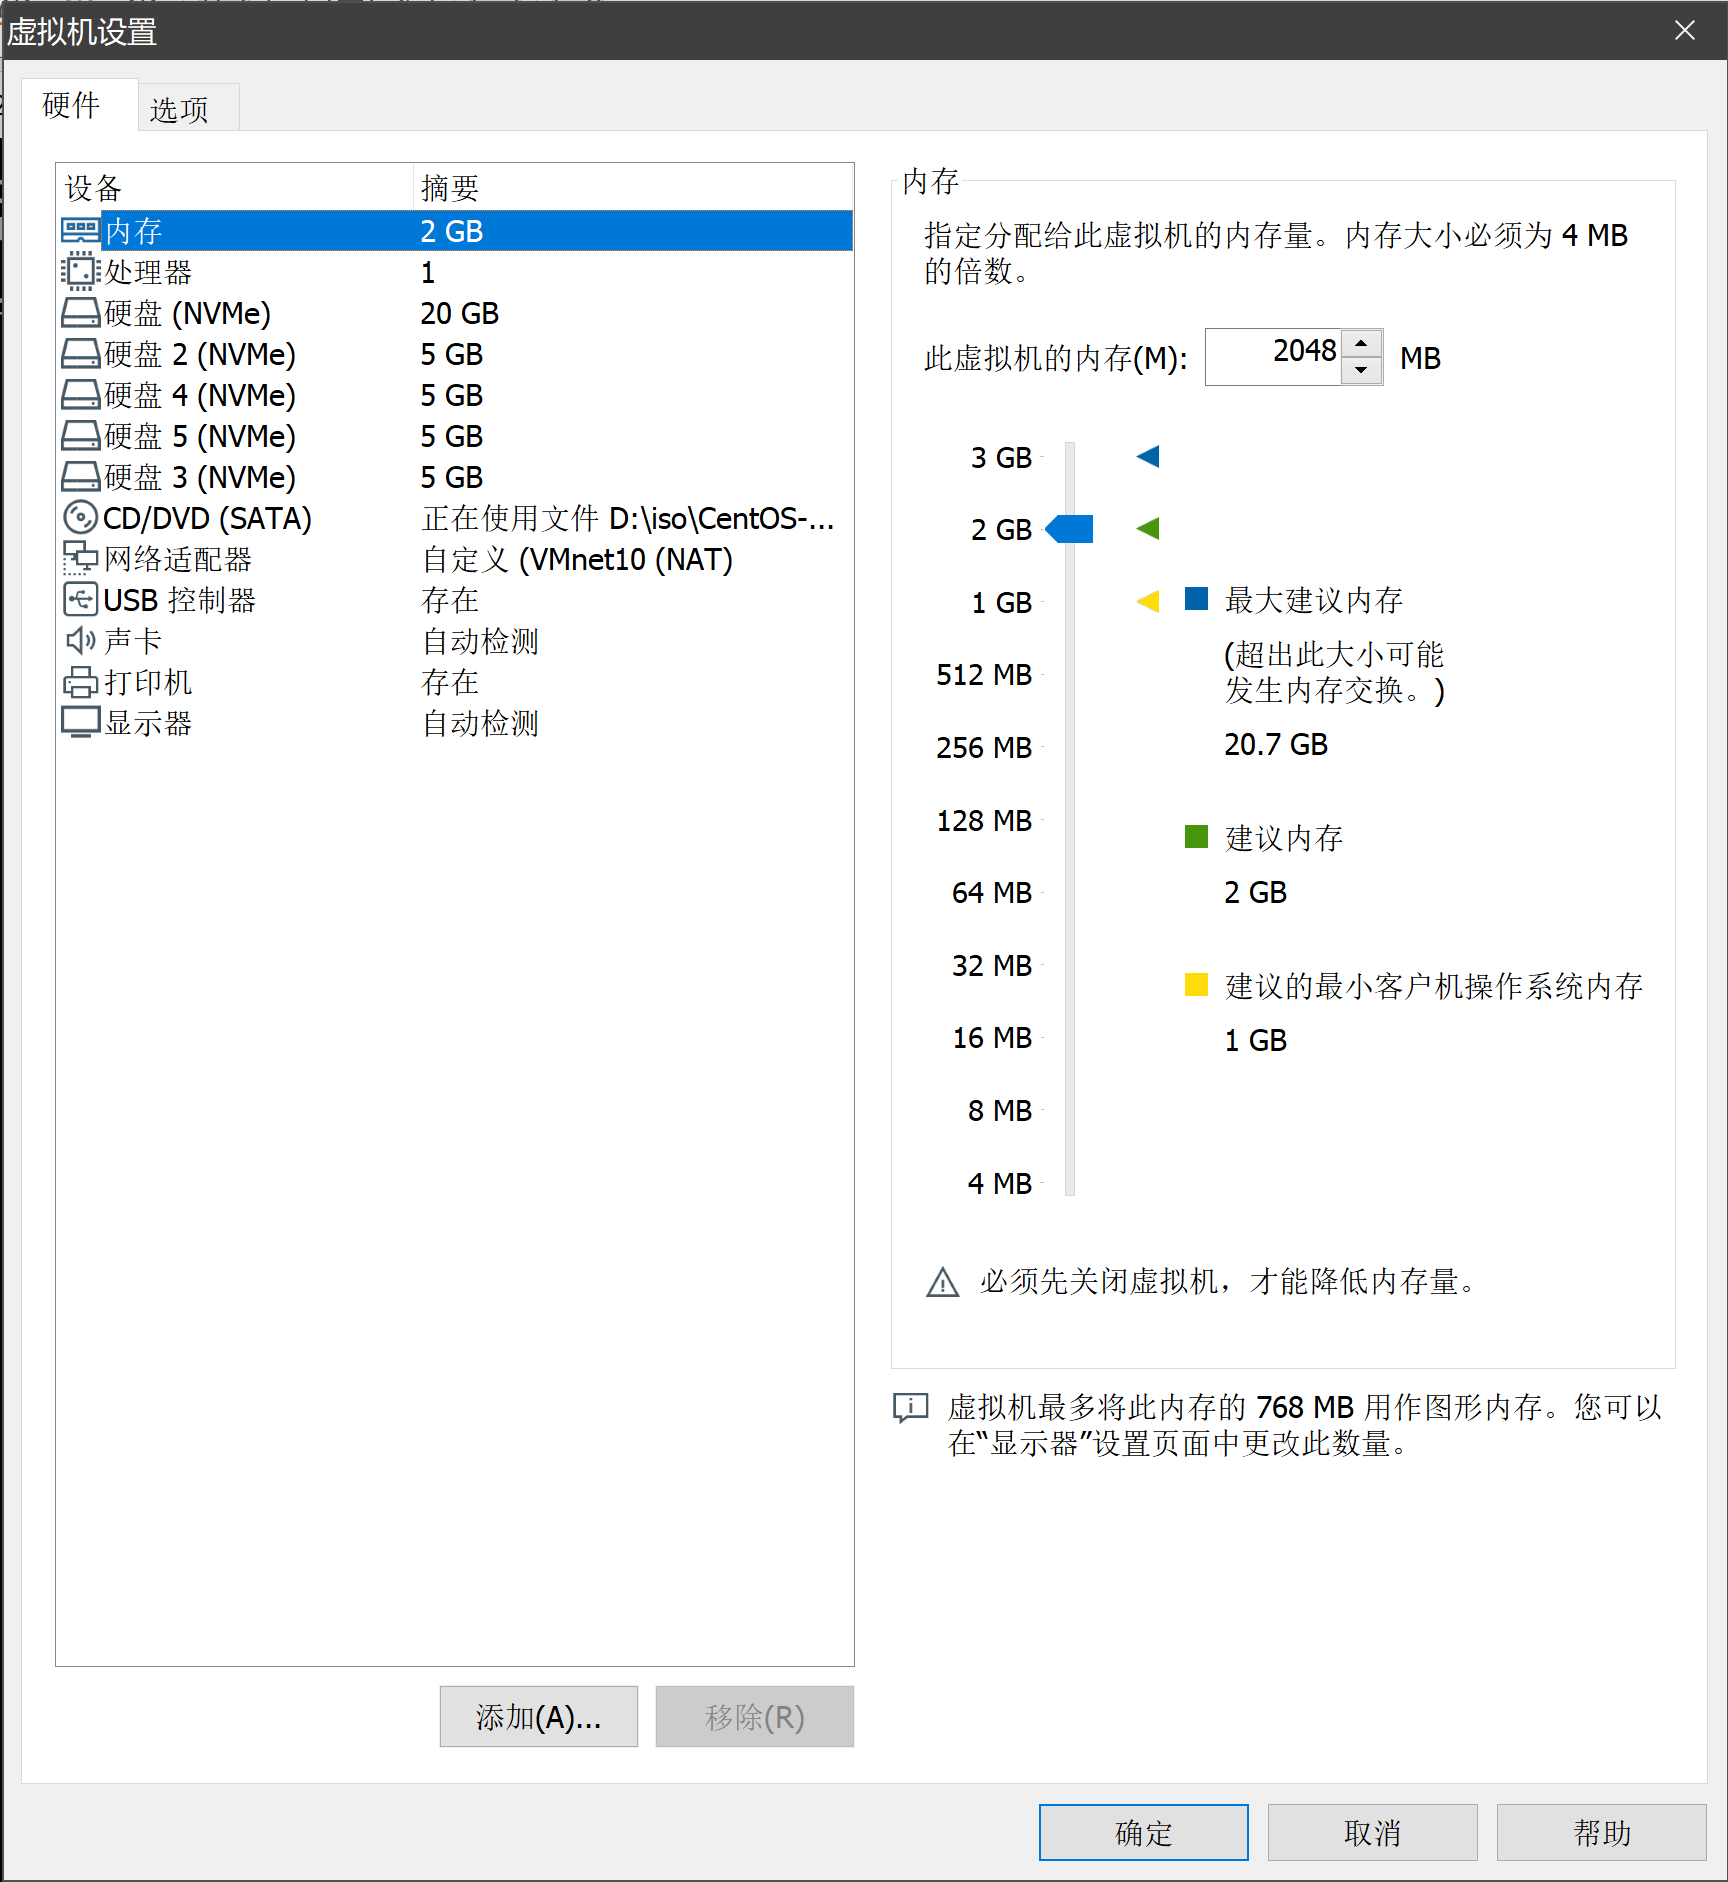 虚拟机设置
硬件
选项
设备 摘要
内存 2 GB
处理器 1
硬盘 (NVMe) 20 GB
硬盘 2 (NVMe) 5 GB
硬盘 4 (NVMe) 5 GB
硬盘 5 (NVMe) 5 GB
硬盘 3 (NVMe) 5 GB
CD/DVD (SATA) 正在使用文件 D:\iso\CentOS-...
网络适配器 自定义 (VMnet10 (NAT)
USB 控制器 存在
声卡 自动检测
打印机 存在
显示器 自动检测
添加(A)...
移除(R)
内存
指定分配给此虚拟机的内存量。内存大小必须为 4 MB
的倍数。
此虚拟机的内存(M): 2048 MB
3 GB
2 GB
1 GB
512 MB
256 MB
128 MB
64 MB
32 MB
16 MB
8 MB
4 MB
最大建议内存
(超出此大小可能
发生内存交换。)
20.7 GB
建议内存
2 GB
建议的最小客户机操作系统内存
1 GB
必须先关闭虚拟机，才能降低内存量。
虚拟机最多将此内存的 768 MB 用作图形内存。您可以
在“显示器”设置页面中更改此数量。
确定
取消
帮助